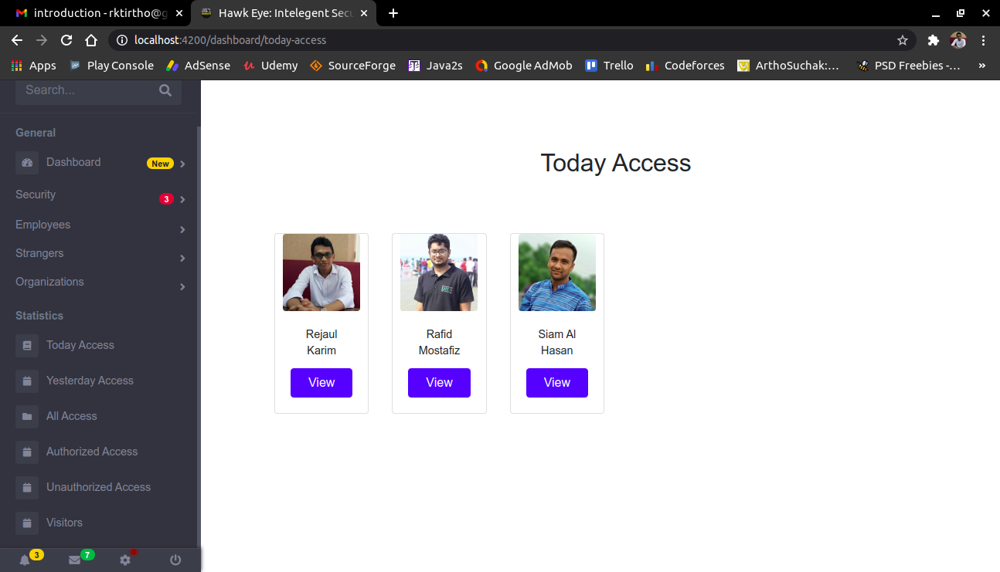 introduction - rktirtho@g
Hawk Eye: Intelegent Secu
localhost:4200/dashboard/today-access
Apps
Play Console
AdSense
Udemy
SourceForge
Java2s
Google AdMob
Trello
Codeforces
ArthoSuchak:...
PSD Freebies -...
»
Search...
General
Dashboard
New
Security
3
Employees
Strangers
Organizations
Statistics
Today Access
Yesterday Access
All Access
Authorized Access
Unauthorized Access
Visitors
3
7
Today Access
Rejaul
Karim
View
Rafid
Mostafiz
View
Siam Al
Hasan
View